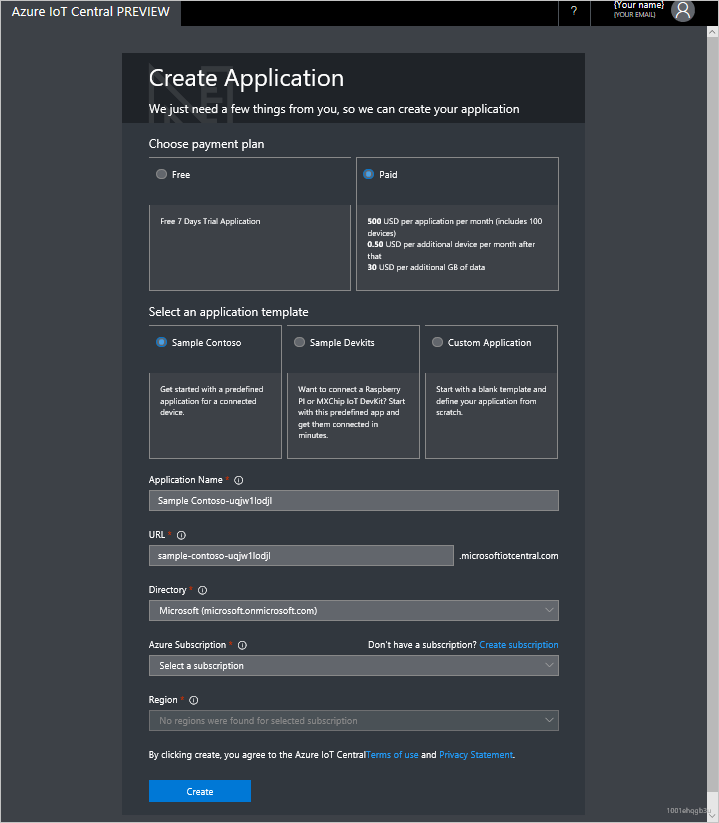 Azure IoT Central PREVIEW
?
{Your name}
{YOUR EMAIL}
Create Application
We just need a few things from you, so we can create your application
Choose payment plan
Free
Free 7 Days Trial Application
Paid
500 USD per application per month (includes 100
devices)
0.50 USD per additional device per month after
that
30 USD per additional GB of data
Select an application template
Sample Contoso
Get started with a predefined
application for a connected
device.
Sample Devkits
Want to connect a Raspberry
PI or MXChip IoT DevKit? Start
with this predefined app and
get them connected in
minutes.
Custom Application
Start with a blank template and
define your application from
scratch.
Application Name *
Sample Contoso-uqjw1lodjl
URL *
sample-contoso-uqjw1lodjl .microsoftiotcentral.com
Directory *
Microsoft (microsoft.onmicrosoft.com)
Azure Subscription * Don't have a subscription? Create subscription
Select a subscription
Region *
No regions were found for selected subscription
By clicking create, you agree to the Azure IoT CentralTerms of use and Privacy Statement.
Create